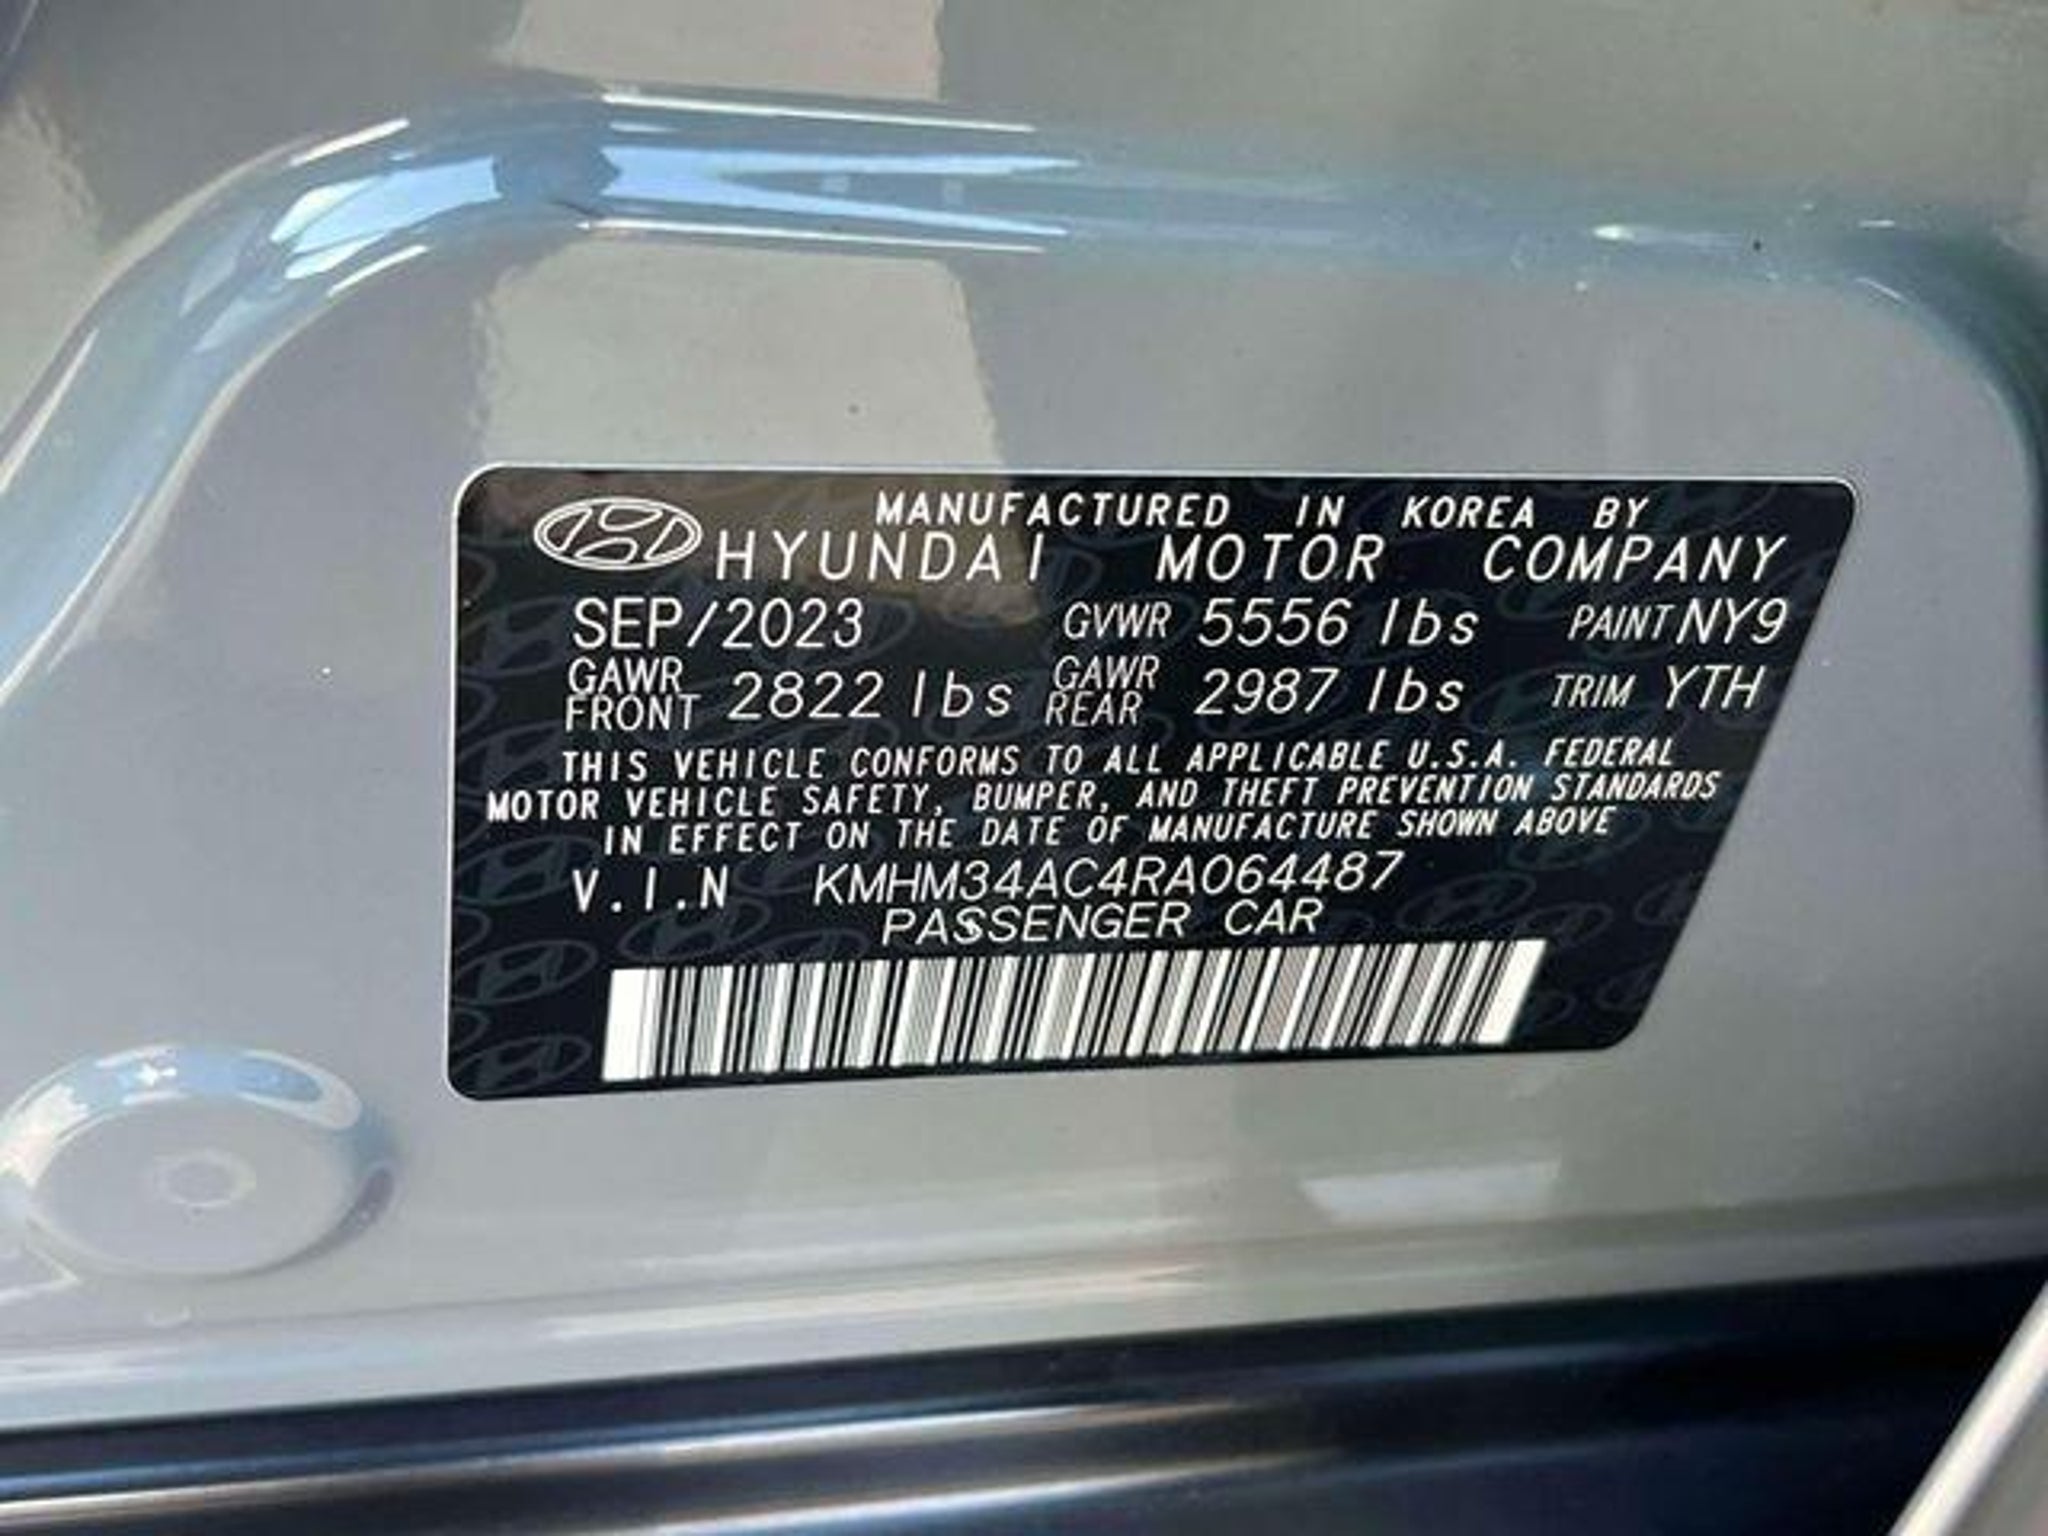 MANUFACTURED IN KOREA BY
HYUNDAI MOTOR COMPANY
SEP/2023 GVWR 5556 lbs PAINT NY9
GAWR FRONT 2822 lbs GAWR REAR 2987 lbs TRIM YTH
THIS VEHICLE CONFORMS TO ALL APPLICABLE U.S.A. FEDERAL
MOTOR VEHICLE SAFETY, BUMPER, AND THEFT PREVENTION STANDARDS
IN EFFECT ON THE DATE OF MANUFACTURE SHOWN ABOVE
V.I.N KMHM34AC4RA064487
PASSENGER CAR